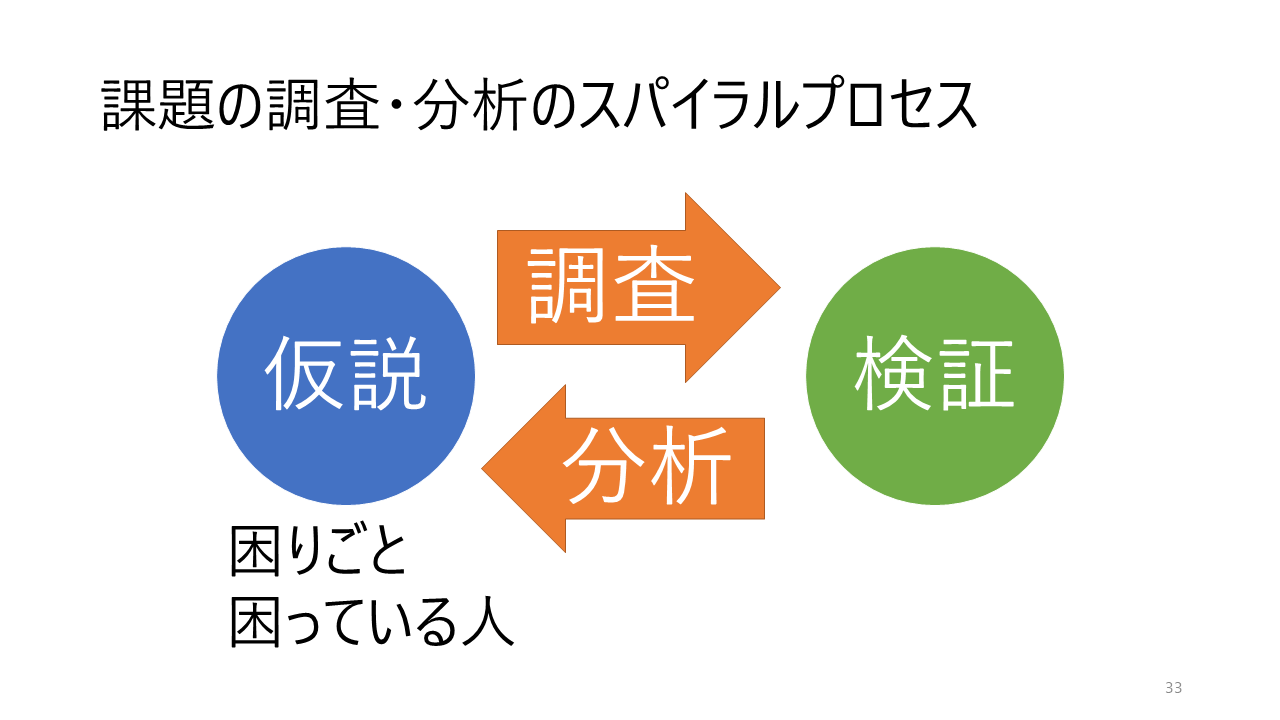 課題の調査・分析のスパイラルプロセス
調査
仮説
検証
分析
困りごと
困っている人
33